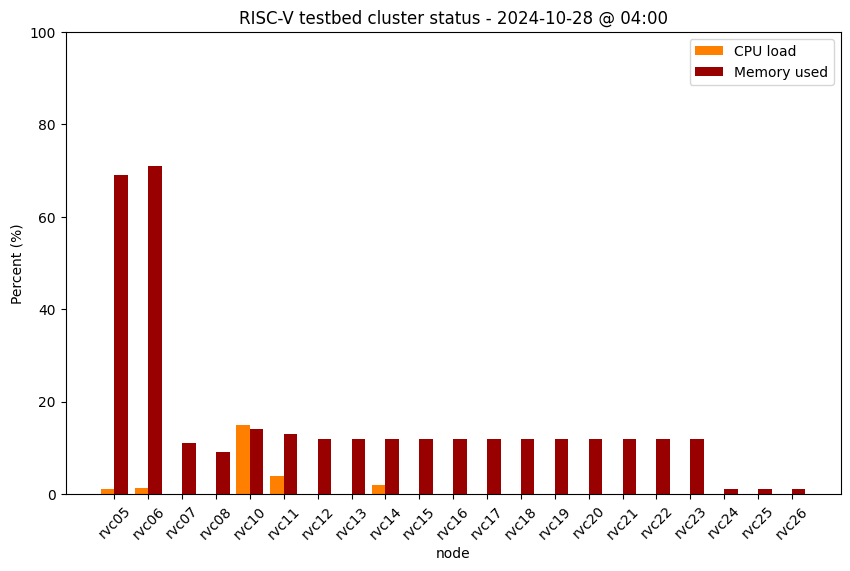 RISC-V testbed cluster status - 2024-10-28 @ 04:00
CPU load
Memory used
Percent (%)
100
80
60
40
20
0
rvc05 rvc06 rvc07 rvc08 rvc10 rvc11 rvc12 rvc13 rvc14 rvc15 rvc16 rvc17 rvc18 rvc19 rvc20 rvc21 rvc22 rvc23 rvc24 rvc25 rvc26
node